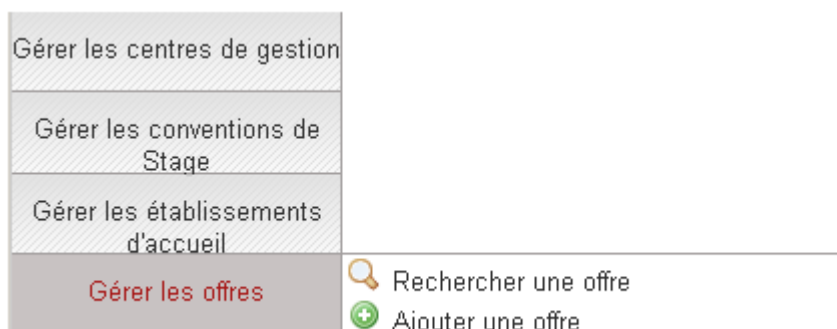 Gérer les centres de gestion
Gérer les conventions de
Stage
Gérer les établissements
d'accueil
Gérer les offres
Rechercher une offre
Ajouter une offre